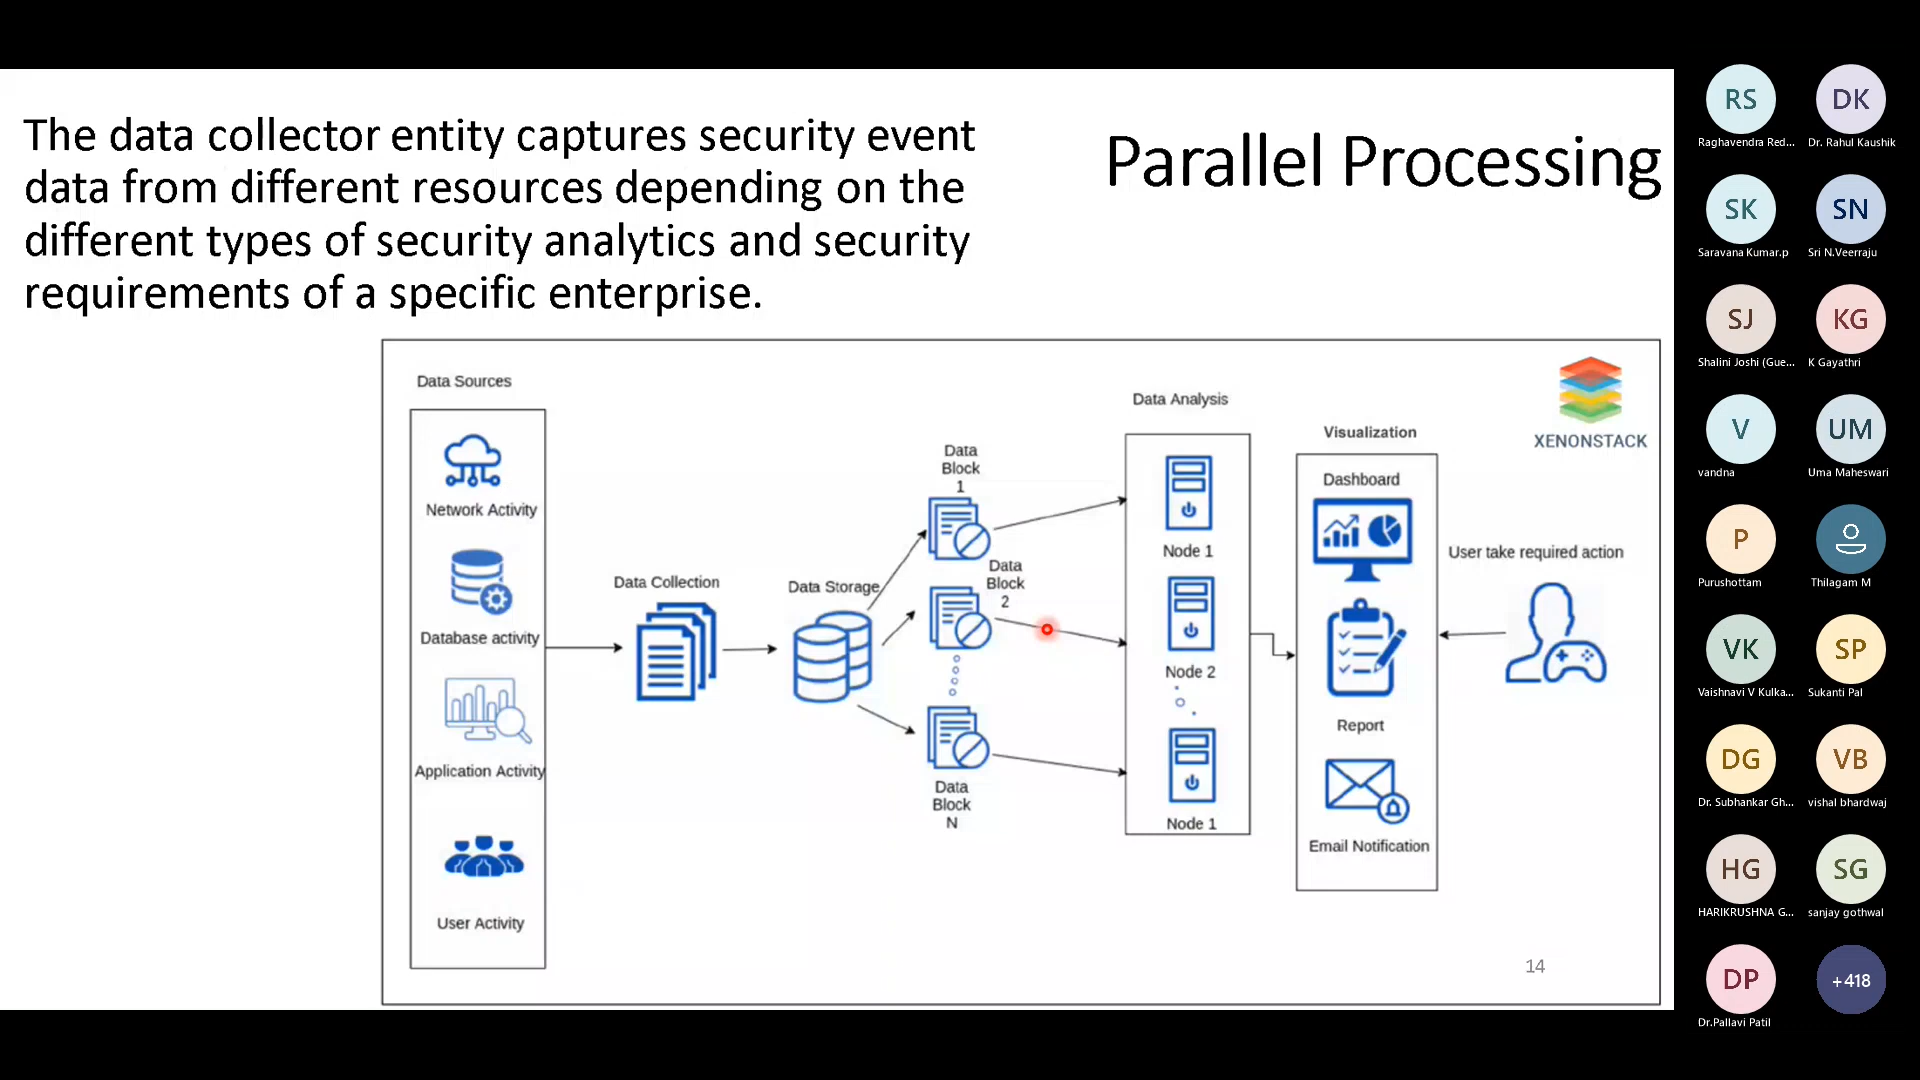 The data collector entity captures security event
data from different resources depending on the
different types of security analytics and security
requirements of a specific enterprise.
Parallel Processing
Data Sources
Network Activity
Database activity
Application Activity
User Activity
Data Collection
Data Storage
Data
Block
1
Data
Block
2
Data
Block
N
Data Analysis
Node 1
Node 2
Node 1
Visualization
Dashboard
Report
Email Notification
XENONSTACK
User take required action
14
RS
Raghavendra Red...
DK
Dr. Rahul Kaushik
SK
Saravana Kumar.p
SN
Sri N.Veerraju
SJ
Shalini Joshi (Gue...
KG
K Gayathri
V
vandna
UM
Uma Maheswari
P
Purushottam
Thilagam M
VK
Vaishnavi V Kulka...
SP
Sukanti Pal
DG
Dr. Subhankar Gh...
VB
vishal bhardwaj
HG
HARIKRUSHNA G...
SG
sanjay gothwal
DP
Dr.Pallavi Patil
+418